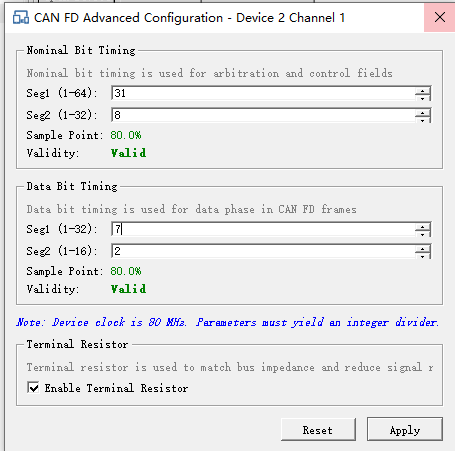 CAN FD Advanced Configuration - Device 2 Channel 1
Nominal Bit Timing
Nominal bit timing is used for arbitration and control fields
Seg1 (1-64): 31
Seg2 (1-32): 8
Sample Point: 80.0%
Validity: Valid
Data Bit Timing
Data bit timing is used for data phase in CAN FD frames
Seg1 (1-32): 7
Seg2 (1-16): 2
Sample Point: 80.0%
Validity: Valid
Note: Device clock is 80 MHz. Parameters must yield an integer divider.
Terminal Resistor
Terminal resistor is used to match bus impedance and reduce signal r
Enable Terminal Resistor
Reset Apply